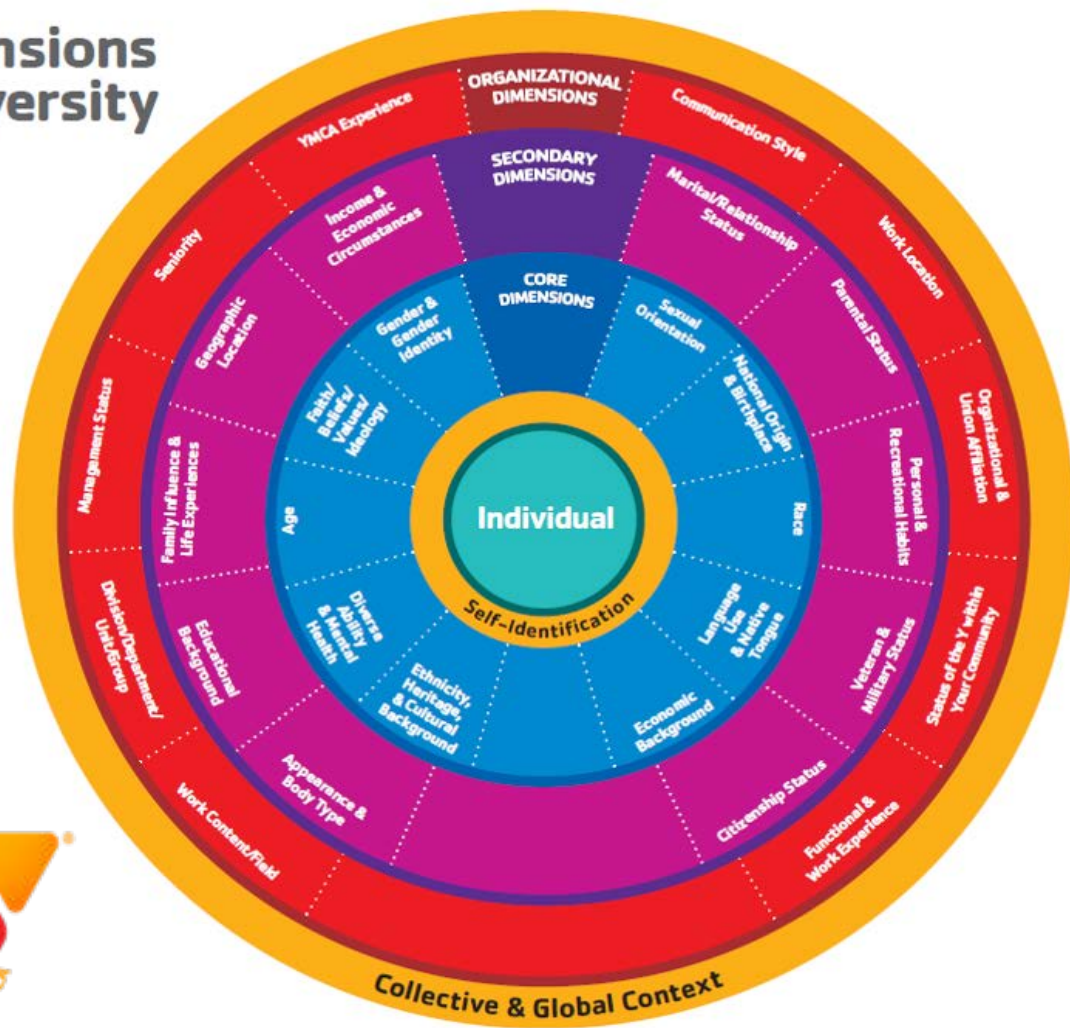 nsions
versity
ORGANIZATIONAL
DIMENSIONS
Communication Style
Work Location
Organizational &
Union Affiliation
Status of the Y within
Your Community
Functional &
Work Experience
Work Content/Field
Division/Department/
Unit/Group
Management Status
Seniority
YMCA Experience
SECONDARY
DIMENSIONS
Marital/Relationship
Status
Parental Status
Personal &
Recreational Habits
Veteran &
Military Status
Citizenship Status
Appearance &
Body Type
Educational
Background
Family Influence &
Life Experiences
Geographic
Location
Income &
Economic
Circumstances
CORE
DIMENSIONS
Sexual
Orientation
National Origin
& Birthplace
Race
Language
Use
& Native
Tongue
Economic
Background
Ethnicity,
Heritage,
& Cultural
Background
Diverse
Ability
& Mental
Health
Age
Faith/
Beliefs/
Values/
Ideology
Gender &
Gender
Identity
Individual
Self-Identification
Collective & Global Context
®